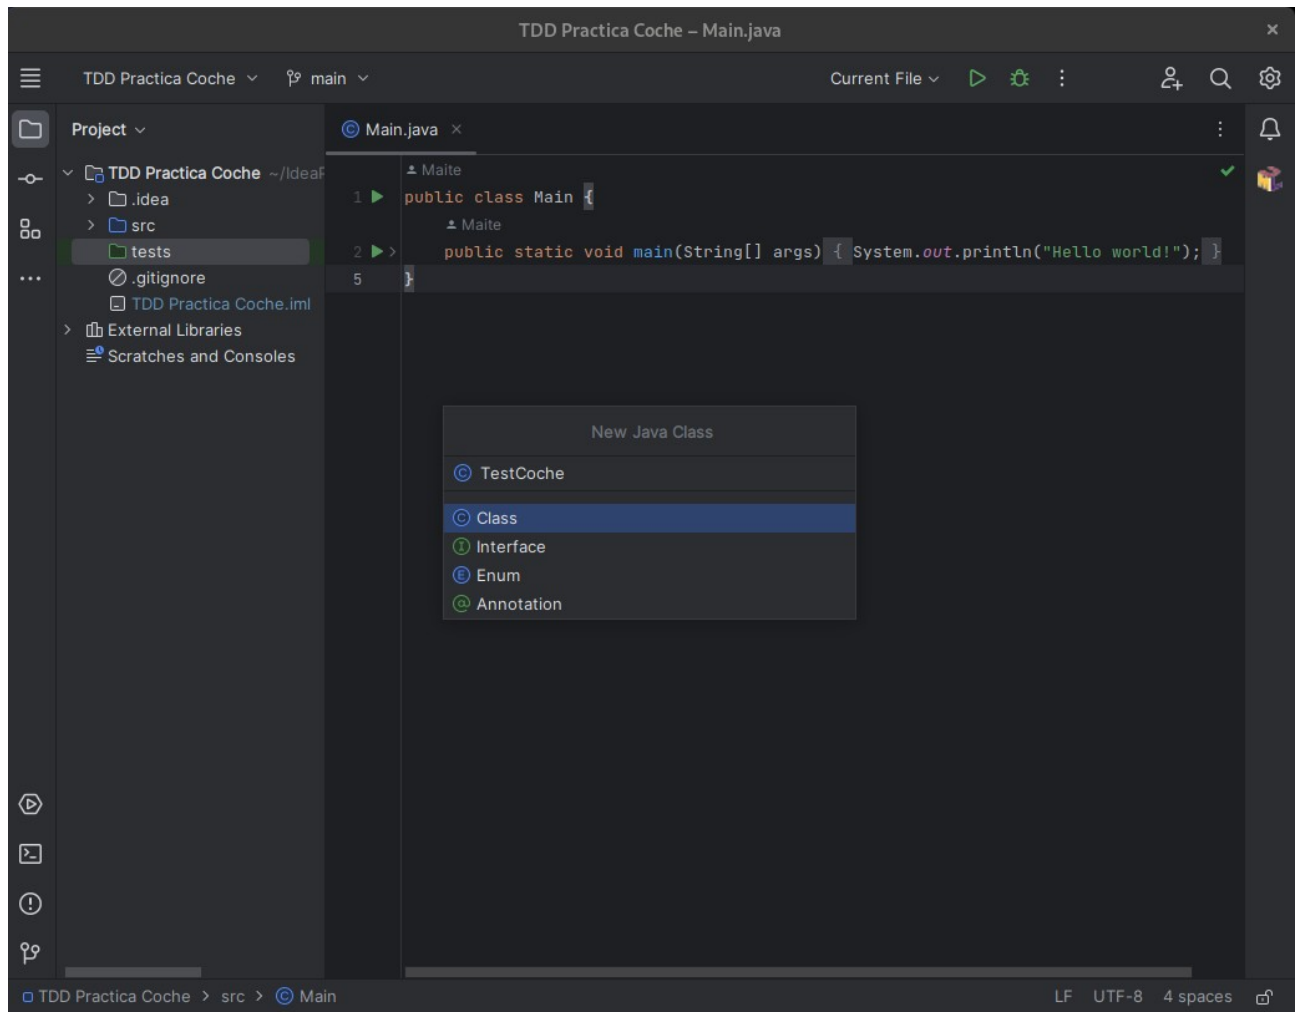 TDD Practica Coche – Main.java
TDD Practica Coche
main
Current File
Project
Main.java
TDD Practica Coche ~/IdeaP
.idea
src
tests
.gitignore
TDD Practica Coche.iml
External Libraries
Scratches and Consoles
Maite
1 public class Main {
Maite
2 public static void main(String[] args) { System.out.println("Hello world!"); }
5 }
New Java Class
TestCoche
Class
Interface
Enum
Annotation
TDD Practica Coche > src > Main
LF UTF-8 4 spaces